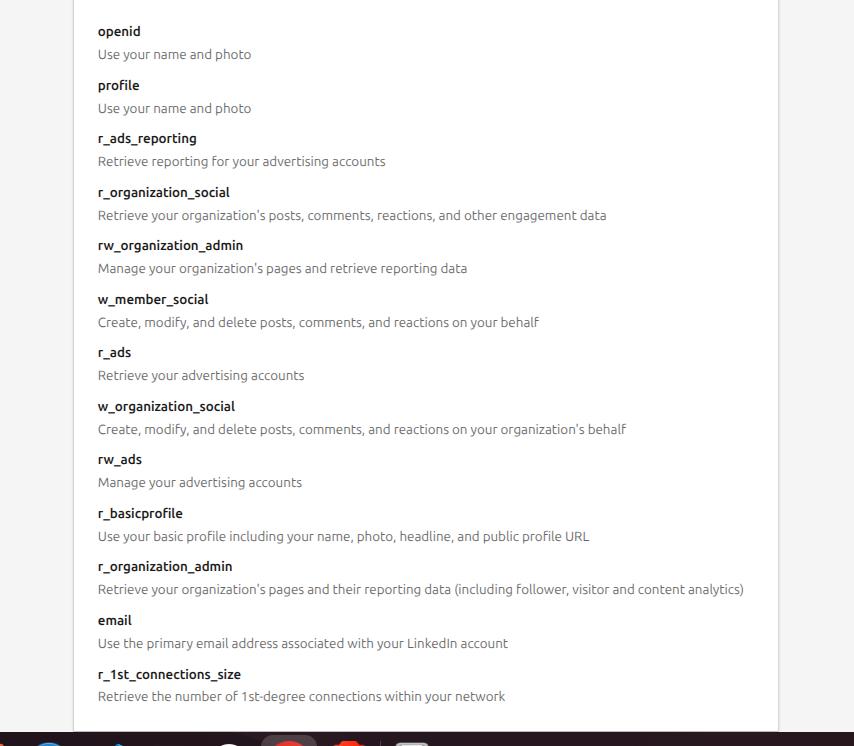 openid
Use your name and photo
profile
Use your name and photo
r_ads_reporting
Retrieve reporting for your advertising accounts
r_organization_social
Retrieve your organization's posts, comments, reactions, and other engagement data
rw_organization_admin
Manage your organization's pages and retrieve reporting data
w_member_social
Create, modify, and delete posts, comments, and reactions on your behalf
r_ads
Retrieve your advertising accounts
w_organization_social
Create, modify, and delete posts, comments, and reactions on your organization's behalf
rw_ads
Manage your advertising accounts
r_basicprofile
Use your basic profile including your name, photo, headline, and public profile URL
r_organization_admin
Retrieve your organization's pages and their reporting data (including follower, visitor and content analytics)
email
Use the primary email address associated with your LinkedIn account
r_1st_connections_size
Retrieve the number of 1st-degree connections within your network